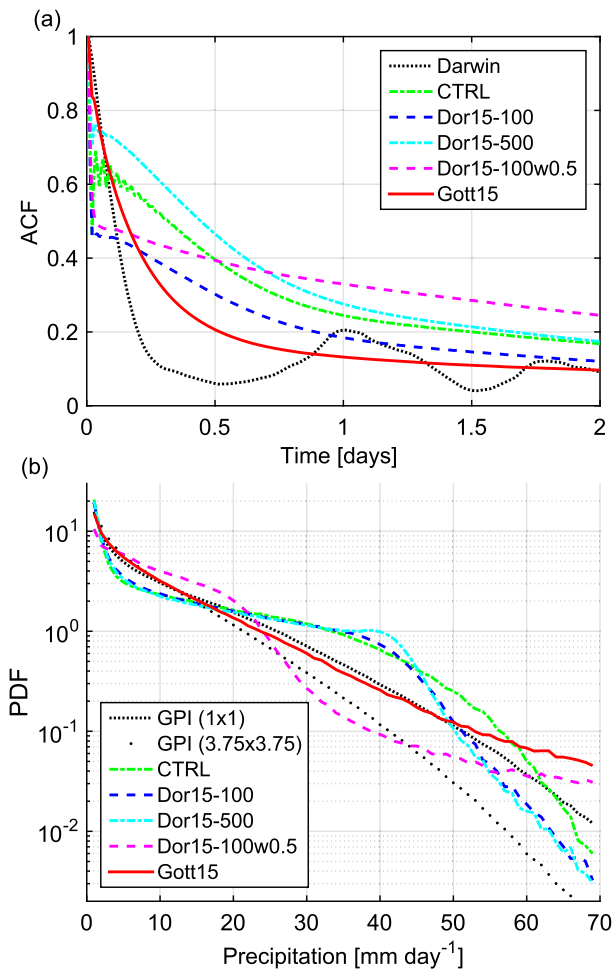 (a)
1
0.8
0.6
0.4
0.2
0
ACF
Darwin
CTRL
Dor15-100
Dor15-500
Dor15-100w0.5
Gott15
0 0.5 1 1.5 2
Time [days]
(b)
10¹
10⁰
10⁻¹
10⁻²
PDF
GPI (1x1)
GPI (3.75x3.75)
CTRL
Dor15-100
Dor15-500
Dor15-100w0.5
Gott15
0 10 20 30 40 50 60 70
Precipitation [mm day⁻¹]